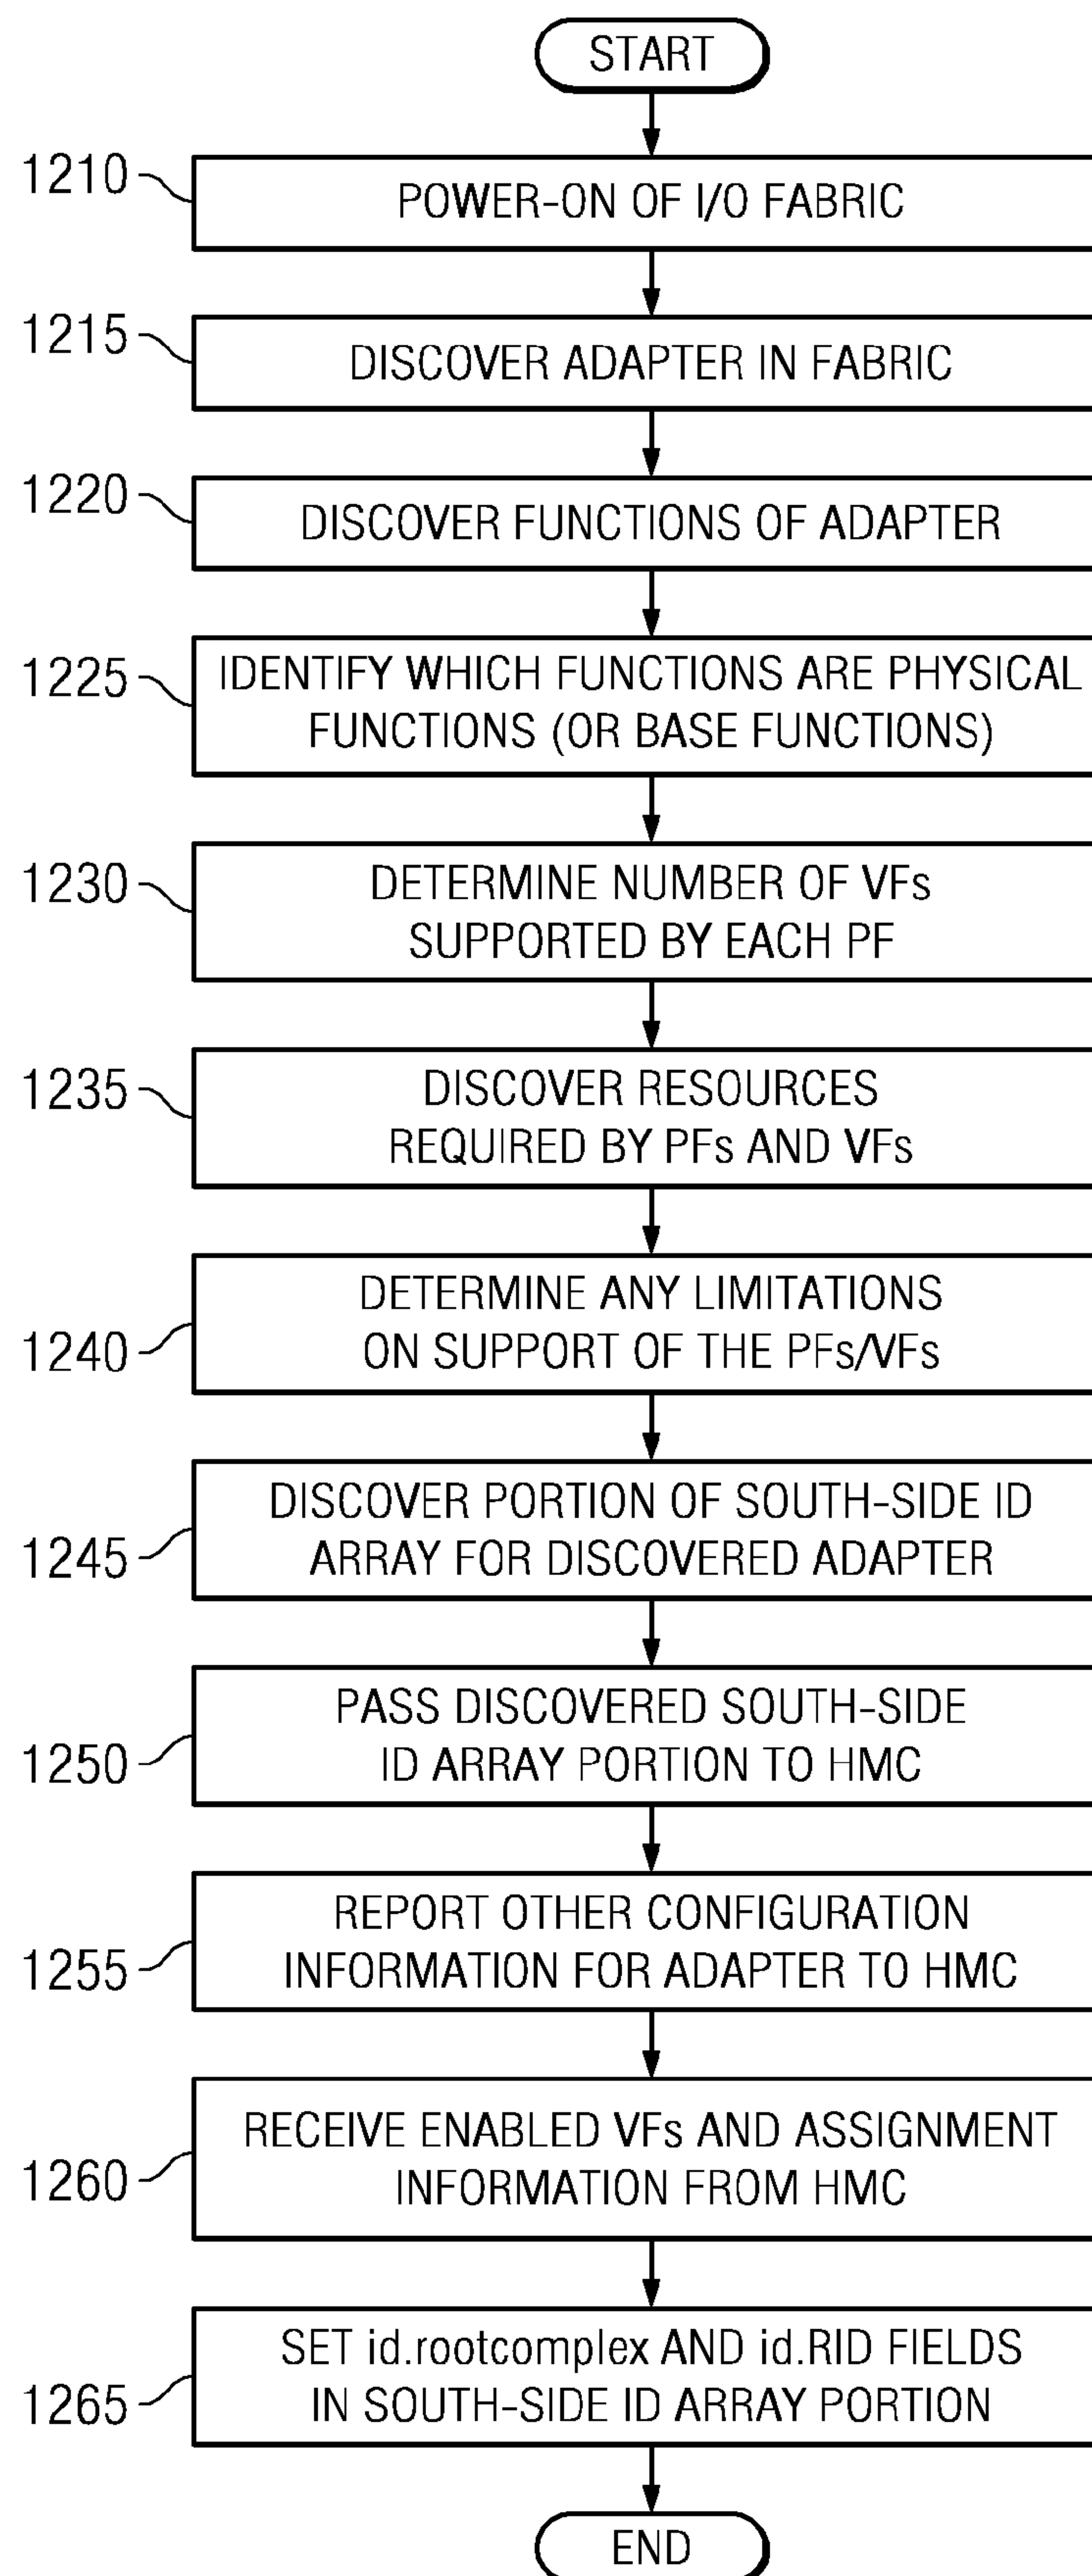 START
1210
POWER-ON OF I/O FABRIC
1215
DISCOVER ADAPTER IN FABRIC
1220
DISCOVER FUNCTIONS OF ADAPTER
1225
IDENTIFY WHICH FUNCTIONS ARE PHYSICAL
FUNCTIONS (OR BASE FUNCTIONS)
1230
DETERMINE NUMBER OF VFs
SUPPORTED BY EACH PF
1235
DISCOVER RESOURCES
REQUIRED BY PFs AND VFs
1240
DETERMINE ANY LIMITATIONS
ON SUPPORT OF THE PFs/VFs
1245
DISCOVER PORTION OF SOUTH-SIDE ID
ARRAY FOR DISCOVERED ADAPTER
1250
PASS DISCOVERED SOUTH-SIDE
ID ARRAY PORTION TO HMC
1255
REPORT OTHER CONFIGURATION
INFORMATION FOR ADAPTER TO HMC
1260
RECEIVE ENABLED VFs AND ASSIGNMENT
INFORMATION FROM HMC
1265
SET id.rootcomplex AND id.RID FIELDS
IN SOUTH-SIDE ID ARRAY PORTION
END